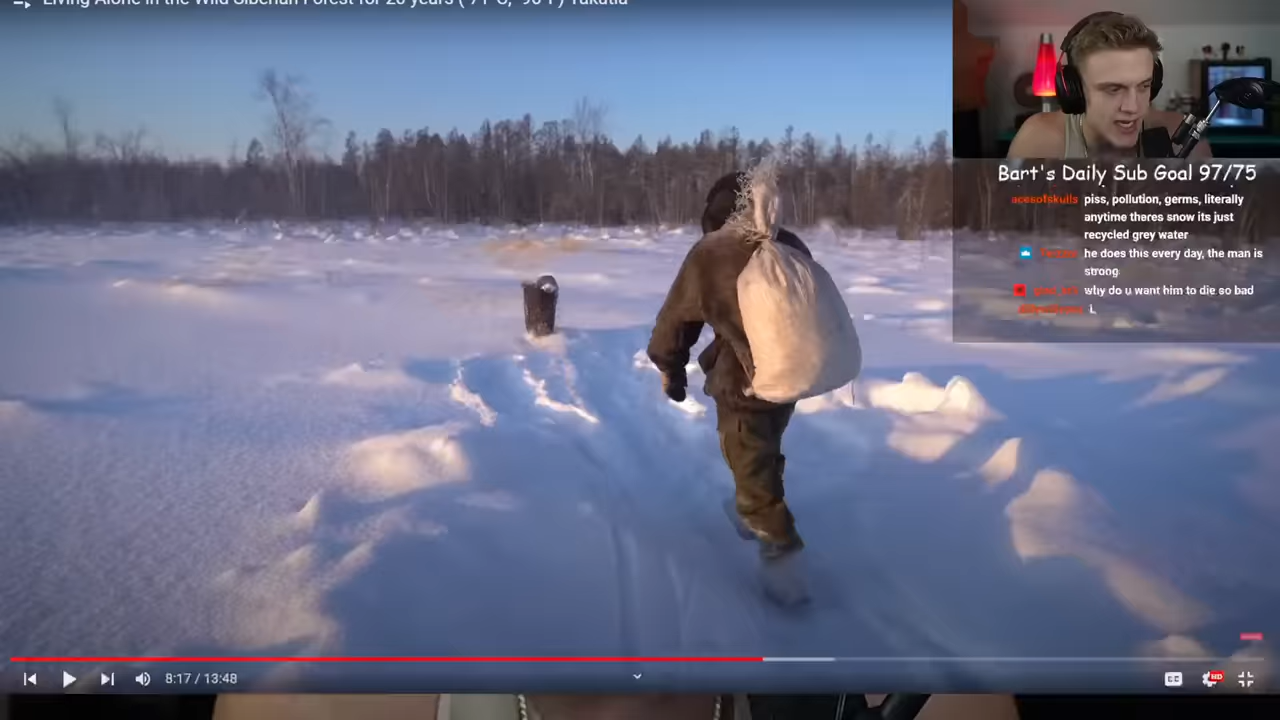 Living Alone in the Wild Siberian Forest for 20 years (-71°C, -96°F) Yakutia
Bart's Daily Sub Goal 97/75
acesofskulls piss, pollution, germs, literally
anytime theres snow its just
recycled grey water
he does this every day, the man is
strong
why do u want him to die so bad
L
8:17 / 13:48
CC
HD